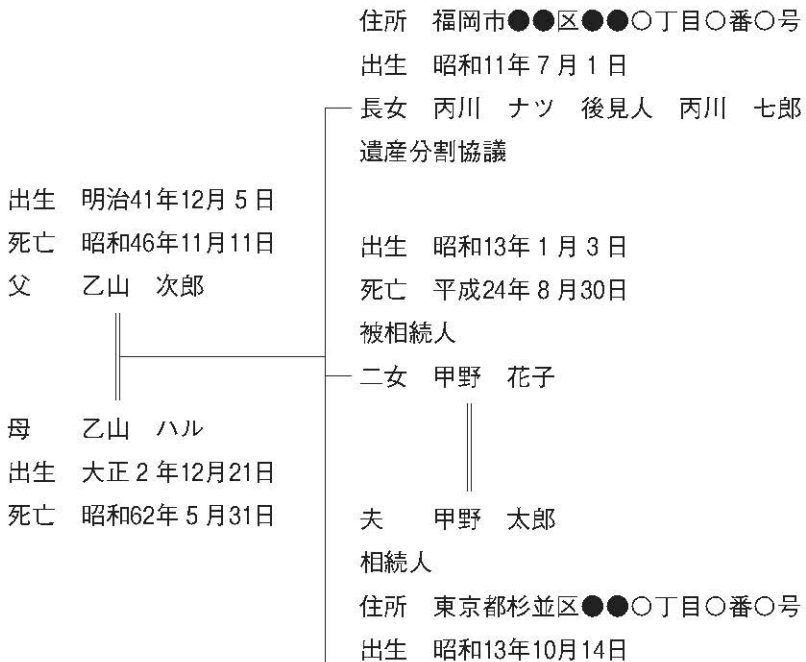 住所　福岡市●●区●●○丁目○番○号
出生　昭和11年7月1日
長女　丙川　ナツ　後見人　丙川　七郎
遺産分割協議
出生　明治41年12月5日
死亡　昭和46年11月11日
父　　乙山　次郎
母　　乙山　ハル
出生　大正2年12月21日
死亡　昭和62年5月31日
出生　昭和13年1月3日
死亡　平成24年8月30日
被相続人
二女　甲野　花子
夫　　甲野　太郎
相続人
住所　東京都杉並区●●○丁目○番○号
出生　昭和13年10月14日